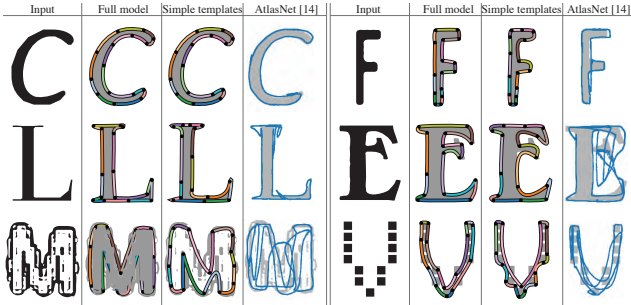 Input Full model Simple templates AtlasNet [14] Input Full model Simple templates AtlasNet [14]
C C C C F F F F
L L L L E E E E
M M M M V V V V